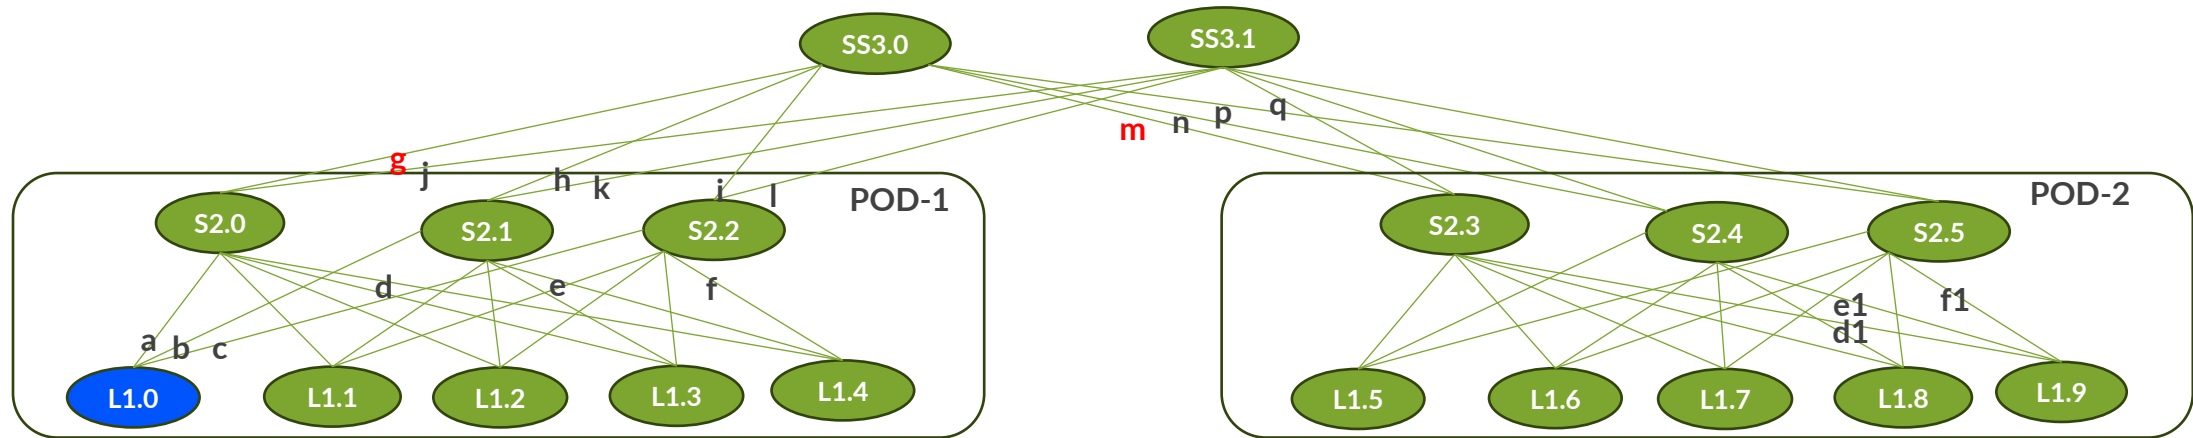 SS3.0
SS3.1
m n p q
g j h k i l
POD-1
POD-2
S2.0
S2.1
S2.2
S2.3
S2.4
S2.5
d e f
e1 f1
d1
a b c
L1.0
L1.1
L1.2
L1.3
L1.4
L1.5
L1.6
L1.7
L1.8
L1.9